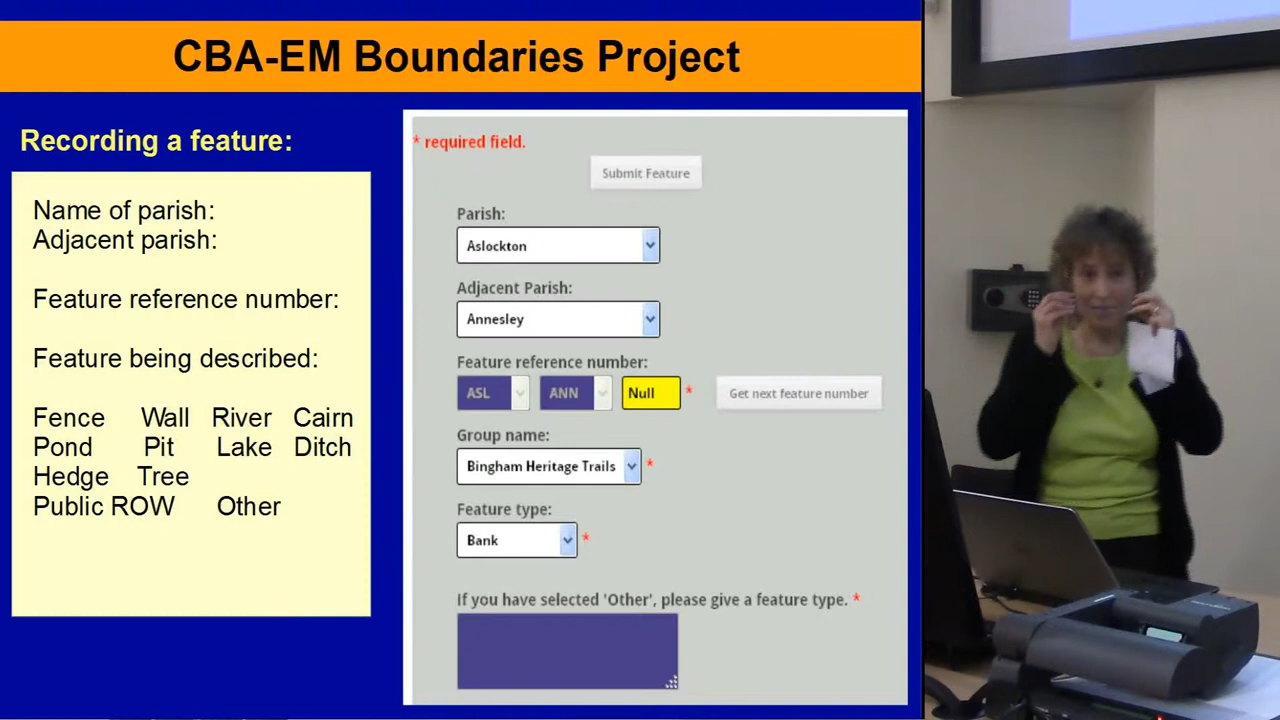 CBA-EM Boundaries Project
Recording a feature:
Name of parish:
Adjacent parish:
Feature reference number:
Feature being described:
Fence Wall River Cairn
Pond Pit Lake Ditch
Hedge Tree
Public ROW Other
* required field.
Submit Feature
Parish:
Aslockton
Adjacent Parish:
Annesley
Feature reference number:
ASL ANN Null * Get next feature number
Group name:
Bingham Heritage Trails *
Feature type:
Bank *
If you have selected 'Other', please give a feature type. *